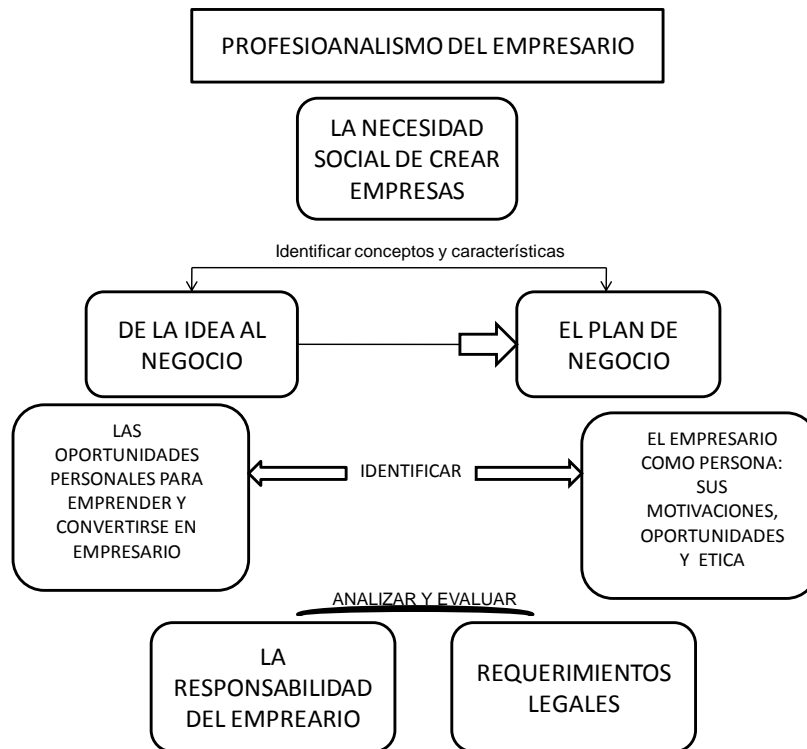 PROFESIOANALISMO DEL EMPRESARIO
LA NECESIDAD
SOCIAL DE CREAR
EMPRESAS
Identificar conceptos y característícas
DE LA IDEA AL
NEGOCIO
EL PLAN DE
NEGOCIO
LAS
OPORTUNIDADES
PERSONALES PARA
EMPRENDER Y
CONVERTIRSE EN
EMPRESARIO
IDENTIFICAR
EL EMPRESARIO
COMO PERSONA:
SUS
MOTIVACIONES,
OPORTUNIDADES
Y ETICA
ANALIZAR Y EVALUAR
LA
RESPONSABILIDAD
DEL EMPREARIO
REQUERIMIENTOS
LEGALES